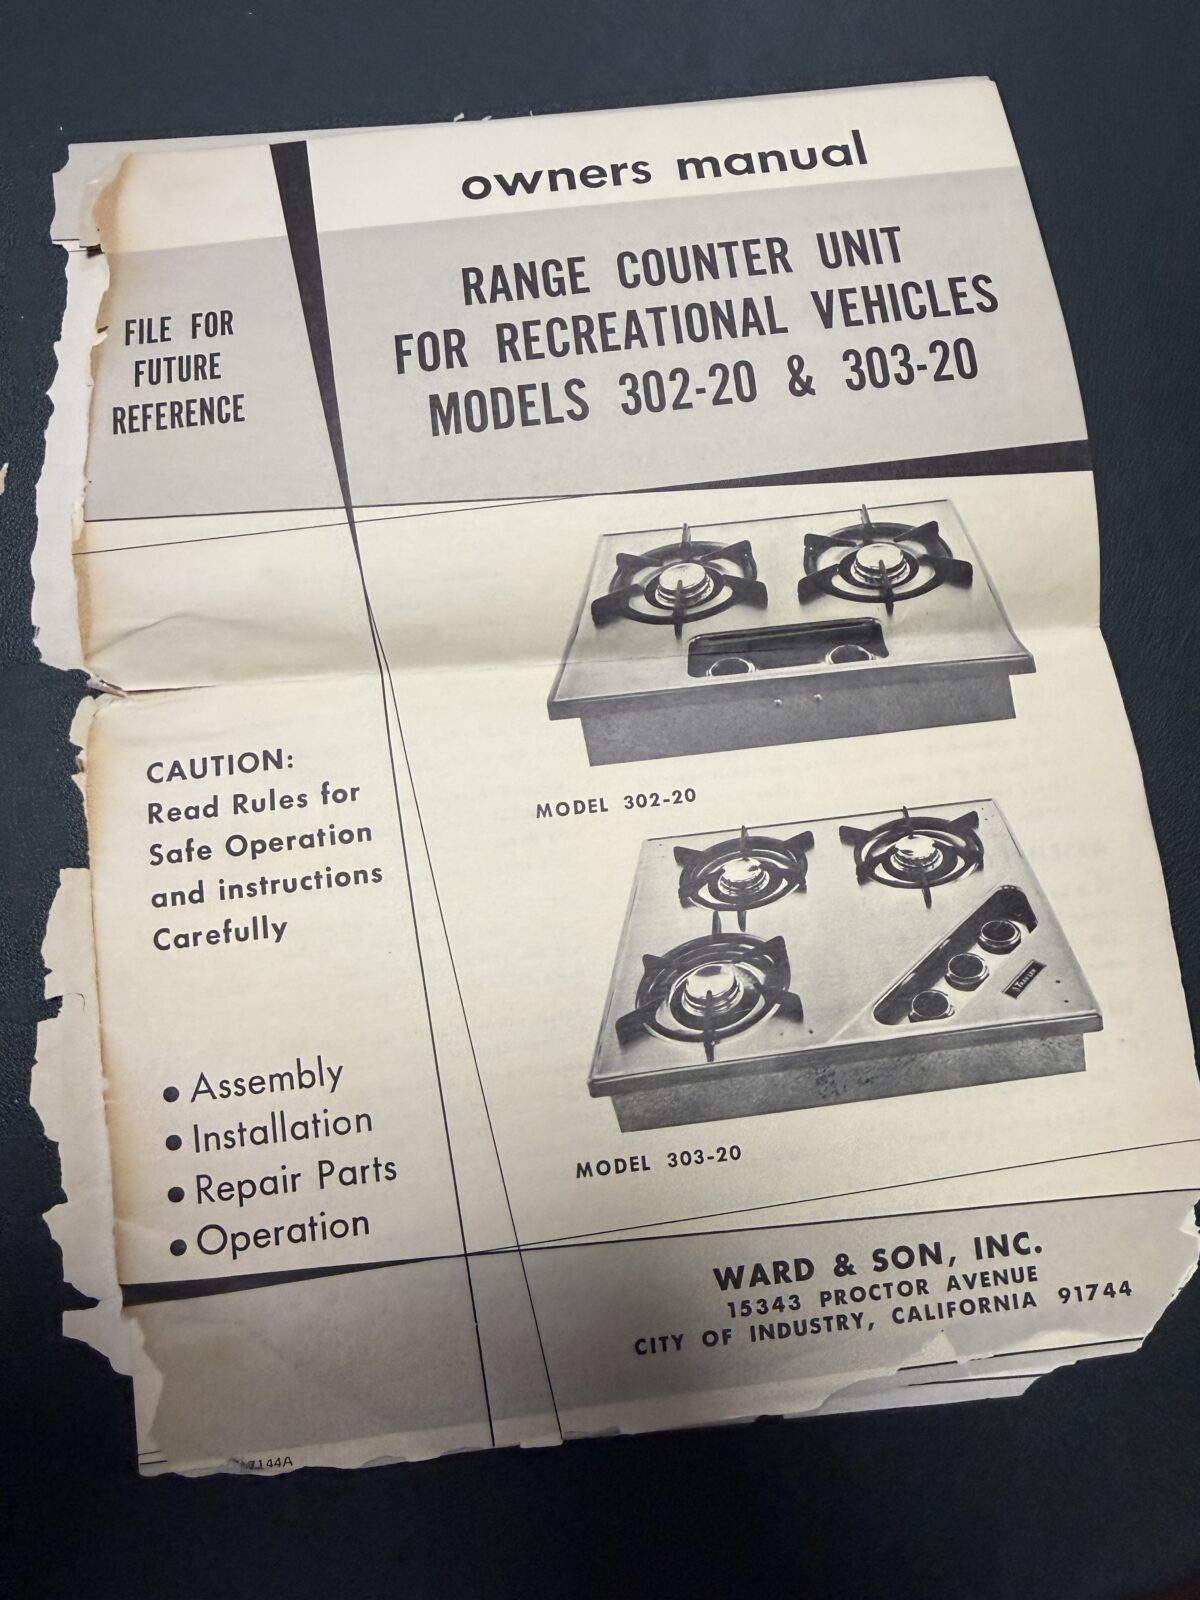 owners manual
FILE FOR
FUTURE
REFERENCE
RANGE COUNTER UNIT
FOR RECREATIONAL VEHICLES
MODELS 302-20 & 303-20
CAUTION:
Read Rules for
Safe Operation
and instructions
Carefully
MODEL 302-20
• Assembly
• Installation
• Repair Parts
• Operation
MODEL 303-20
WARD & SON, INC.
15343 PROCTOR AVENUE
CITY OF INDUSTRY, CALIFORNIA 91744
7144A